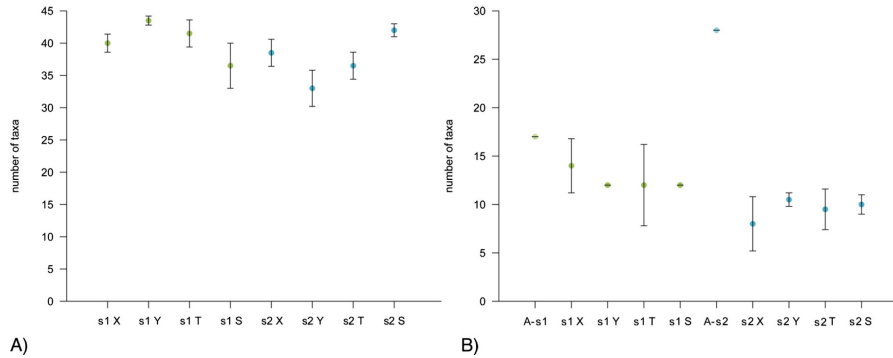 number of taxa
45
40
35
30
25
20
15
10
5
0
s1 X s1 Y s1 T s1 S s2 X s2 Y s2 T s2 S
A)
number of taxa
30
25
20
15
10
5
0
A-s1 s1 X s1 Y s1 T s1 S A-s2 s2 X s2 Y s2 T s2 S
B)